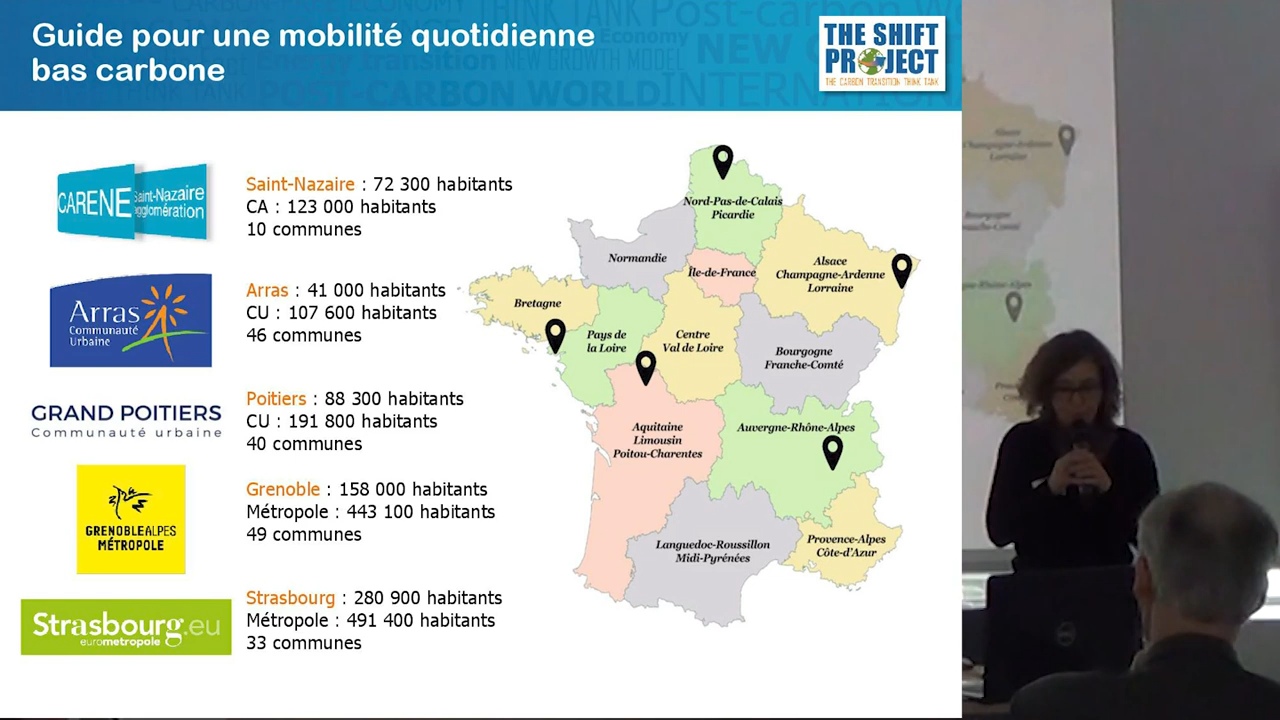 Guide pour une mobilité quotidienne
bas carbone
THE SHIFT
PROJECT
THE CARBON TRANSITION THINK TANK
CARENE Saint-Nazaire
agglomération
Saint-Nazaire : 72 300 habitants
CA : 123 000 habitants
10 communes
Arras
Communauté
Urbaine
Arras : 41 000 habitants
CU : 107 600 habitants
46 communes
GRAND POITIERS
Communauté urbaine
Poitiers : 88 300 habitants
CU : 191 800 habitants
40 communes
GRENOBLEALPES
MÉTROPOLE
Grenoble : 158 000 habitants
Métropole : 443 100 habitants
49 communes
Strasbourg.eu
eurometropole
Strasbourg : 280 900 habitants
Métropole : 491 400 habitants
33 communes
Nord-Pas-de-Calais
Picardie
Normandie
Île-de-France
Alsace
Champagne-Ardenne
Lorraine
Bretagne
Pays de
la Loire
Centre
Val de Loire
Bourgogne
Franche-Comté
Aquitaine
Limousin
Poitou-Charentes
Auvergne-Rhône-Alpes
Languedoc-Roussillon
Midi-Pyrénées
Provence-Alpes
Côte-d'Azur